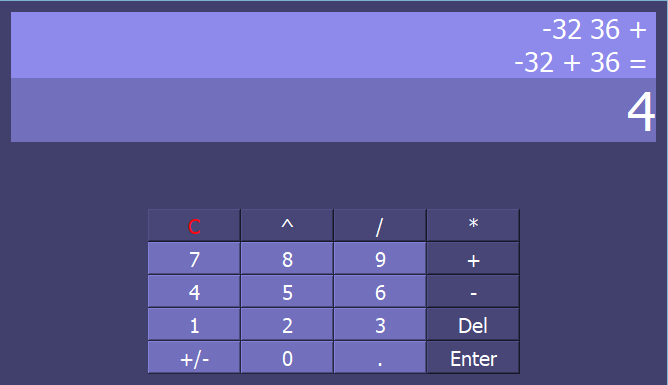 -32 36 +
-32 + 36 =
4
C ^ / *
7 8 9 +
4 5 6 -
1 2 3 Del
+/- 0 . Enter